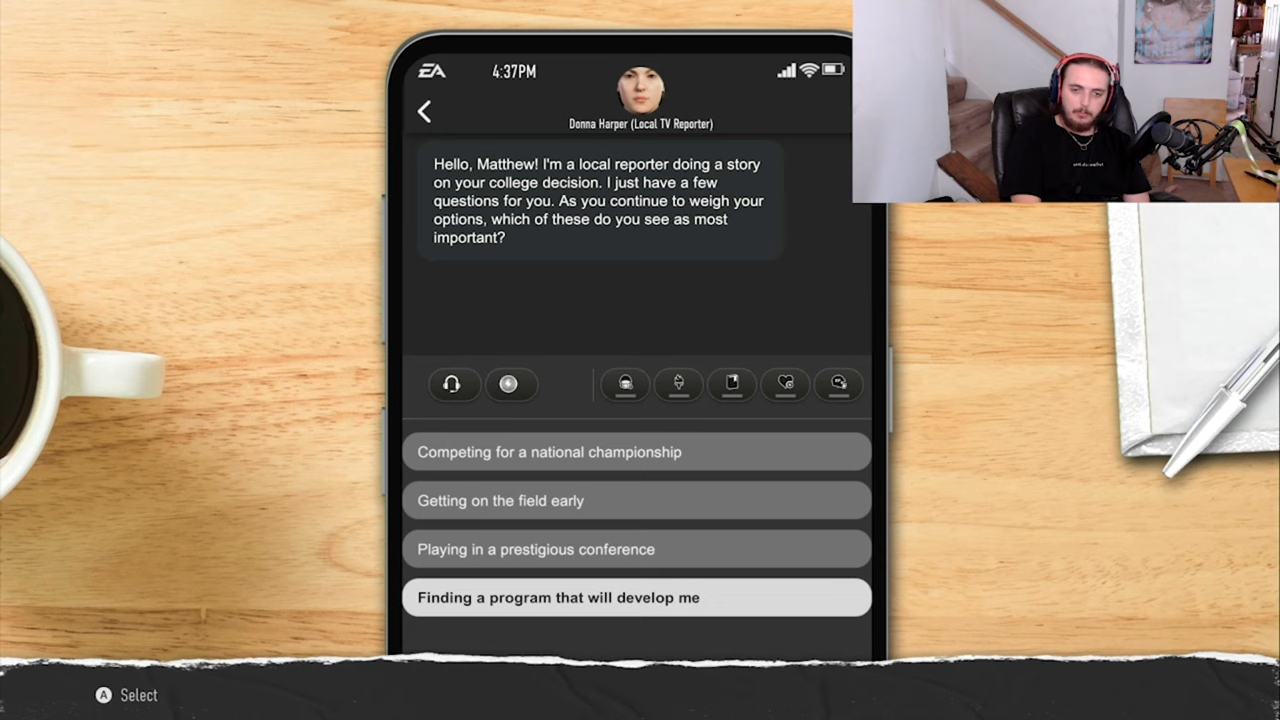 EA
4:37PM
Donna Harper (Local TV Reporter)
Hello, Matthew! I'm a local reporter doing a story
on your college decision. I just have a few
questions for you. As you continue to weigh your
options, which of these do you see as most
important?
Competing for a national championship
Getting on the field early
Playing in a prestigious conference
Finding a program that will develop me
A Select